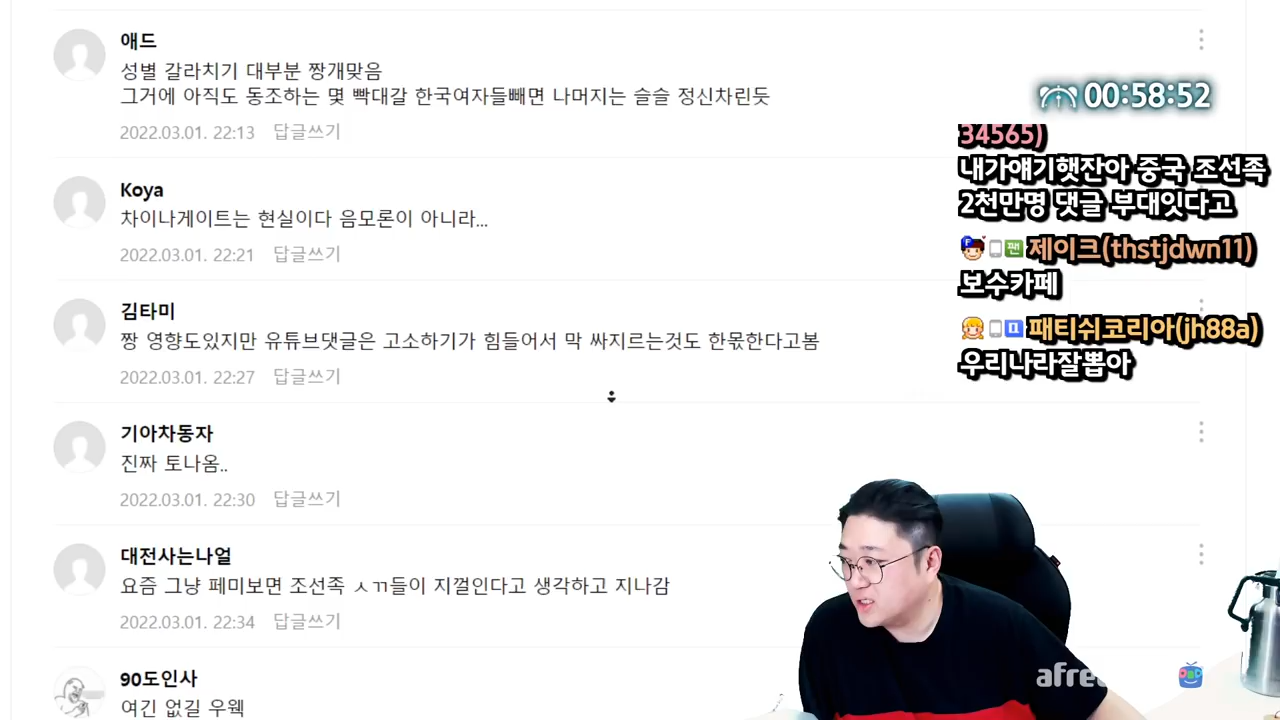 애드
성별 갈라치기 대부분 짱개맞음
그거에 아직도 동조하는 몇 빡대갈 한국여자들빼면 나머지는 슬슬 정신차린듯
2022.03.01. 22:13 답글쓰기
Koya
차이나게이트는 현실이다 음모론이 아니라...
2022.03.01. 22:21 답글쓰기
김타미
짱 영향도있지만 유튜브댓글은 고소하기가 힘들어서 막 싸지르는것도 한몫한다고봄
2022.03.01. 22:27 답글쓰기
기아차동자
진짜 토나옴..
2022.03.01. 22:30 답글쓰기
대전사는나얼
요즘 그냥 페미보면 조선족 ㅅㄲ들이 지껄인다고 생각하고 지나감
2022.03.01. 22:34 답글쓰기
90도인사
여긴 없길 우웩
00:58:52
34565)
내가얘기햇잔아 중국 조선족
2천만명 댓글 부대잇다고
팬 제이크(thstjdwn11)
보수카페
패티쉬코리아(jh88a)
우리나라잘뽑아